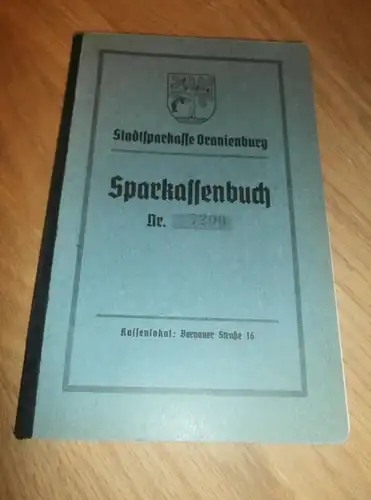 Stadtsparkasse Oranienburg
Sparkassenbuch
Nr.
Kassenlokal: Bernauer Straße 16